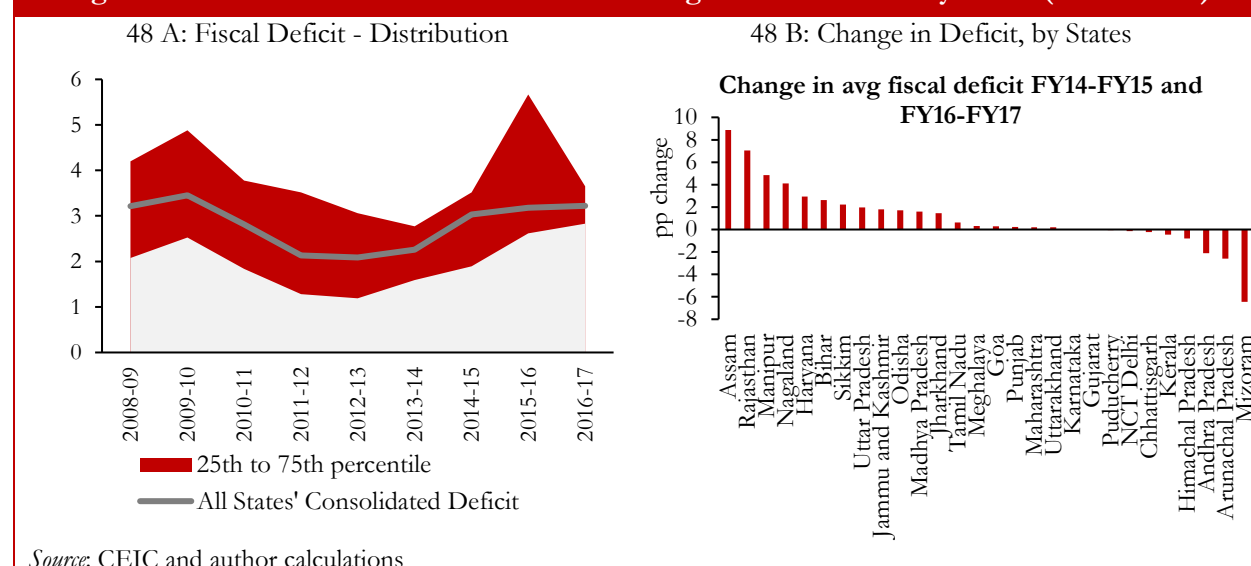 48 A: Fiscal Deficit - Distribution
6
5
4
3
2
1
0
2008-09
2009-10
2010-11
2011-12
2012-13
2013-14
2014-15
2015-16
2016-17
25th to 75th percentile
All States' Consolidated Deficit
48 B: Change in Deficit, by States
Change in avg fiscal deficit FY14-FY15 and
FY16-FY17
pp change
10
8
6
4
2
0
-2
-4
-6
-8
Assam
Rajasthan
Manipur
Nagaland
Haryana
Bihar
Sikkim
Uttar Pradesh
Jammu and Kashmir
Odisha
Madhya Pradesh
Jharkhand
Tamil Nadu
Meghalaya
Goa
Punjab
Maharashtra
Uttarakhand
Karnataka
Gujarat
Puducherry
NCT Delhi
Chhattisgarh
Kerala
Himachal Pradesh
Andhra Pradesh
Arunachal Pradesh
Mizoram
Source: CEIC and author calculations